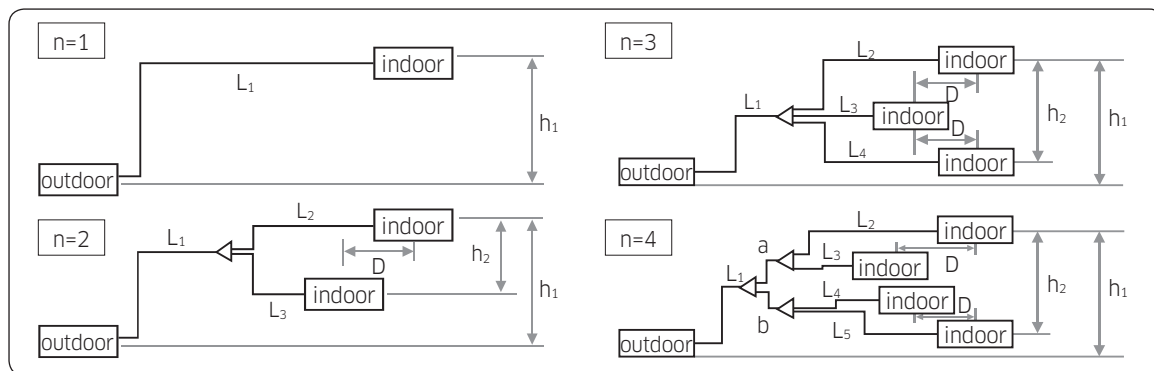 n=1
indoor
L₁
h₁
outdoor
n=2
L₂
indoor
L₁
D
h₂
h₁
indoor
L₃
outdoor
n=3
L₂
indoor
D
L₁
L₃
indoor
h₂
h₁
D
L₄
indoor
outdoor
n=4
L₂
indoor
a
L₃
D
indoor
L₁
h₂
h₁
L₄
indoor
D
b
L₅
indoor
outdoor